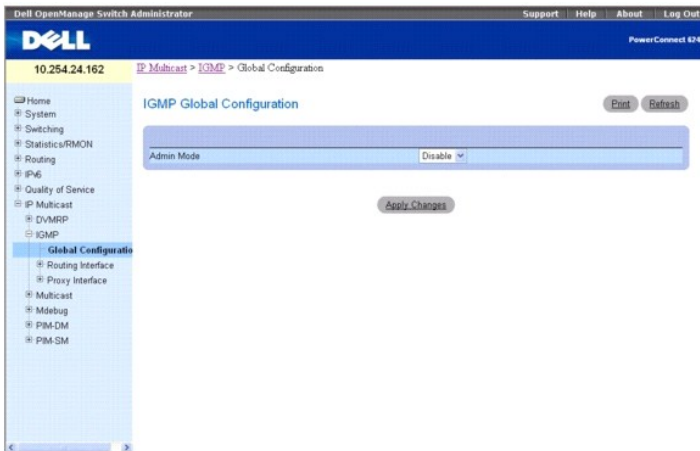 Dell OpenManage Switch Administrator
Support Help About Log Out
DELL
PowerConnect 624
10.254.24.162
IP Multicast > IGMP > Global Configuration
Home
System
Switching
Statistics/RMON
Routing
IPv6
Quality of Service
IP Multicast
DVMRP
IGMP
Global Configuratio
Routing Interface
Proxy Interface
Multicast
Mdebug
PIM-DM
PIM-SM
IGMP Global Configuration
Print Refresh
Admin Mode Disable
Apply Changes